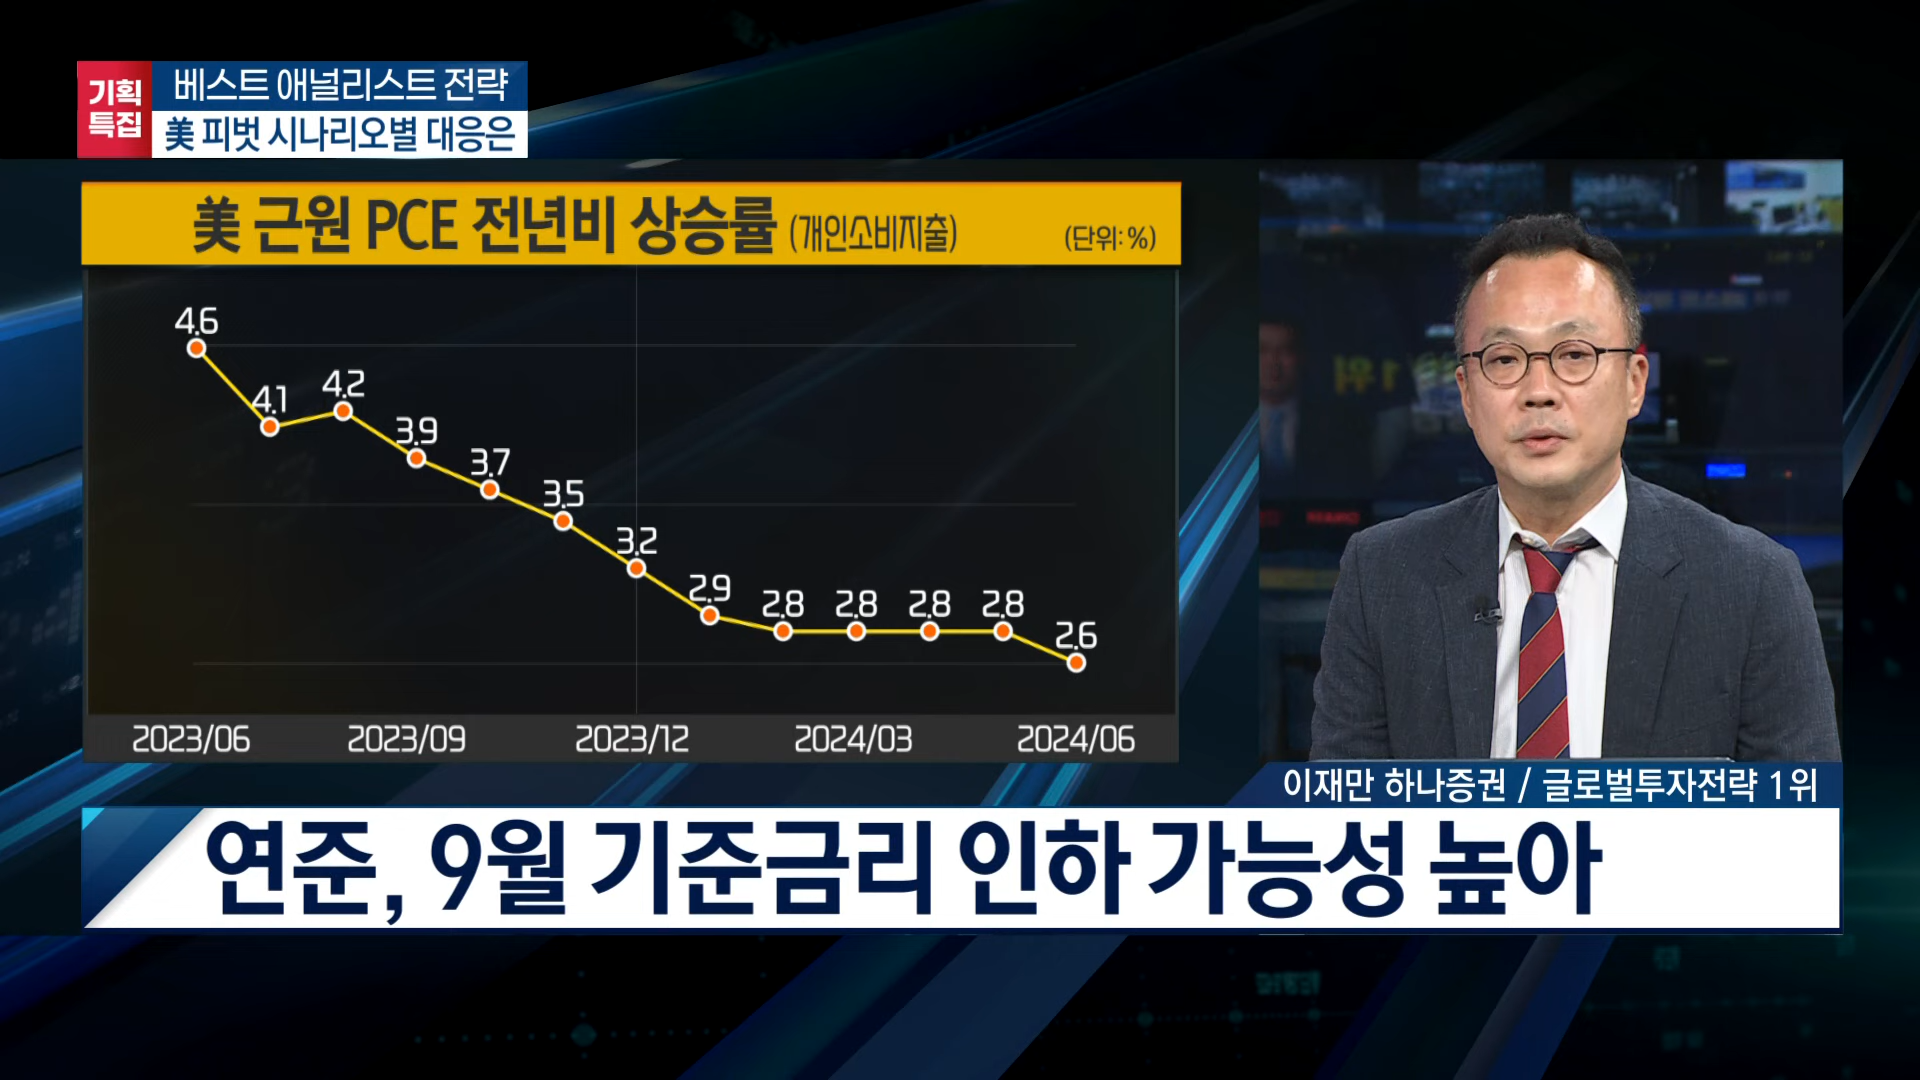 기획
특집
베스트 애널리스트 전략
美 피벗 시나리오별 대응은
美 근원 PCE 전년비 상승률 (개인소비지출) (단위:%)
4.6
4.1
4.2
3.9
3.7
3.5
3.2
2.9
2.8
2.8
2.8
2.8
2.6
2023/06 2023/09 2023/12 2024/03 2024/06
1위
이재만 하나증권 / 글로벌투자전략 1위
연준, 9월 기준금리 인하 가능성 높아